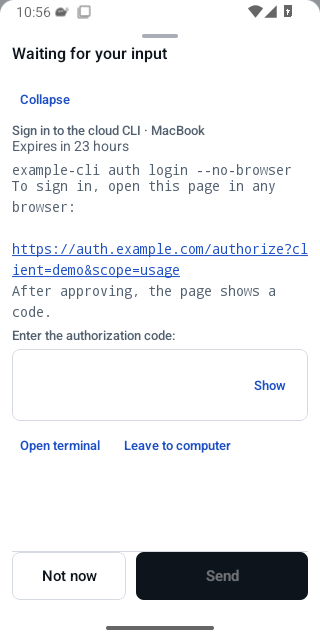 10:56
Waiting for your input
Collapse
Sign in to the cloud CLI · MacBook
Expires in 23 hours
example-cli auth login --no-browser
To sign in, open this page in any
browser:
https://auth.example.com/authorize?cl
ient=demo&scope=usage
After approving, the page shows a
code.
Enter the authorization code:
Show
Open terminal Leave to computer
Not now Send